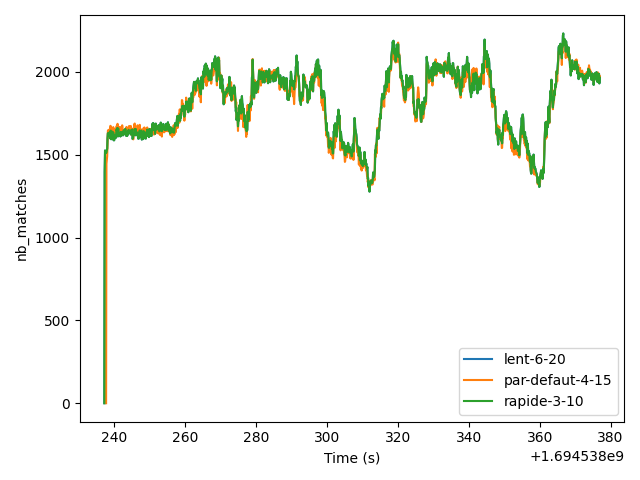 2000
1500
1000
500
0
nb_matches
240 260 280 300 320 340 360 380
Time (s)
+1.694538e9
lent-6-20
par-defaut-4-15
rapide-3-10